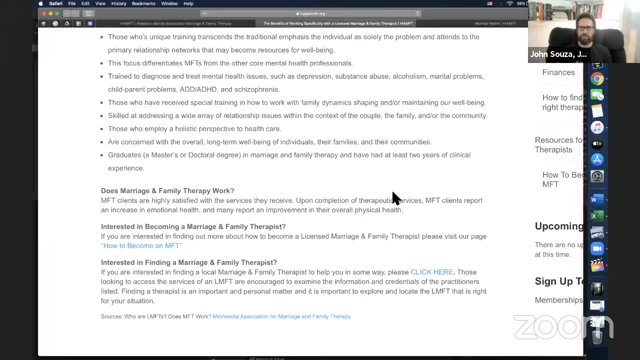 Safari File Edit View History Bookmarks Window Help
The Benefits of Working Specifically with a Licensed Marriage & Family Therapist | HAMFT
Those who's unique training transcends the traditional emphasis the individual as solely the problem and attends to the
primary relationship networks that may become resources for well-being.
This focus differentiates MFTs from the other core mental health professionals.
Trained to diagnose and treat mental health issues, such as depression, substance abuse, alcoholism, marital problems,
child-parent problems, ADD/ADHD, and schizophrenia.
Those who have received special training in how to work with family dynamics shaping and/or maintaining our well-being.
Skilled at addressing a wide array of relationship issues within the context of the couple, the family, and/or the community.
Those who employ a holistic perspective to health care.
Are concerned with the overall, long-term well-being of individuals, their families, and their communities.
Graduates (a Master's or Doctoral degree) in marriage and family therapy and have had at least two years of clinical
experience.
Does Marriage & Family Therapy Work?
MFT clients are highly satisfied with the services they receive. Upon completion of therapeutic services, MFT clients report
an increase in emotional health, and many report an improvement in their overall physical health.
Interested in Becoming a Marriage & Family Therapist?
If you are interested in finding out more about how to become a Licensed Marriage & Family Therapist please visit our page
"How to Become an MFT"
Interested in Finding a Marriage & Family Therapist?
If you are interested in finding a local Marriage & Family Therapist to help you in some way, please CLICK HERE. Those
looking to access the services of an LMFT are encouraged to examine the information and credentials of the practitioners
listed. Finding a therapist is an important and personal matter and it is important to explore and locate the LMFT that is right
for your situation.
Sources: Who are LMFTs? Does MFT Work? Minnesota Association for Marriage and Family Therapy
John Souza, J...
Finances
How to find
right therap
Resources for
Therapists
How To Bec
MFT
Upcoming
There are no up
at this time.
Sign Up T
Memberships
zoom